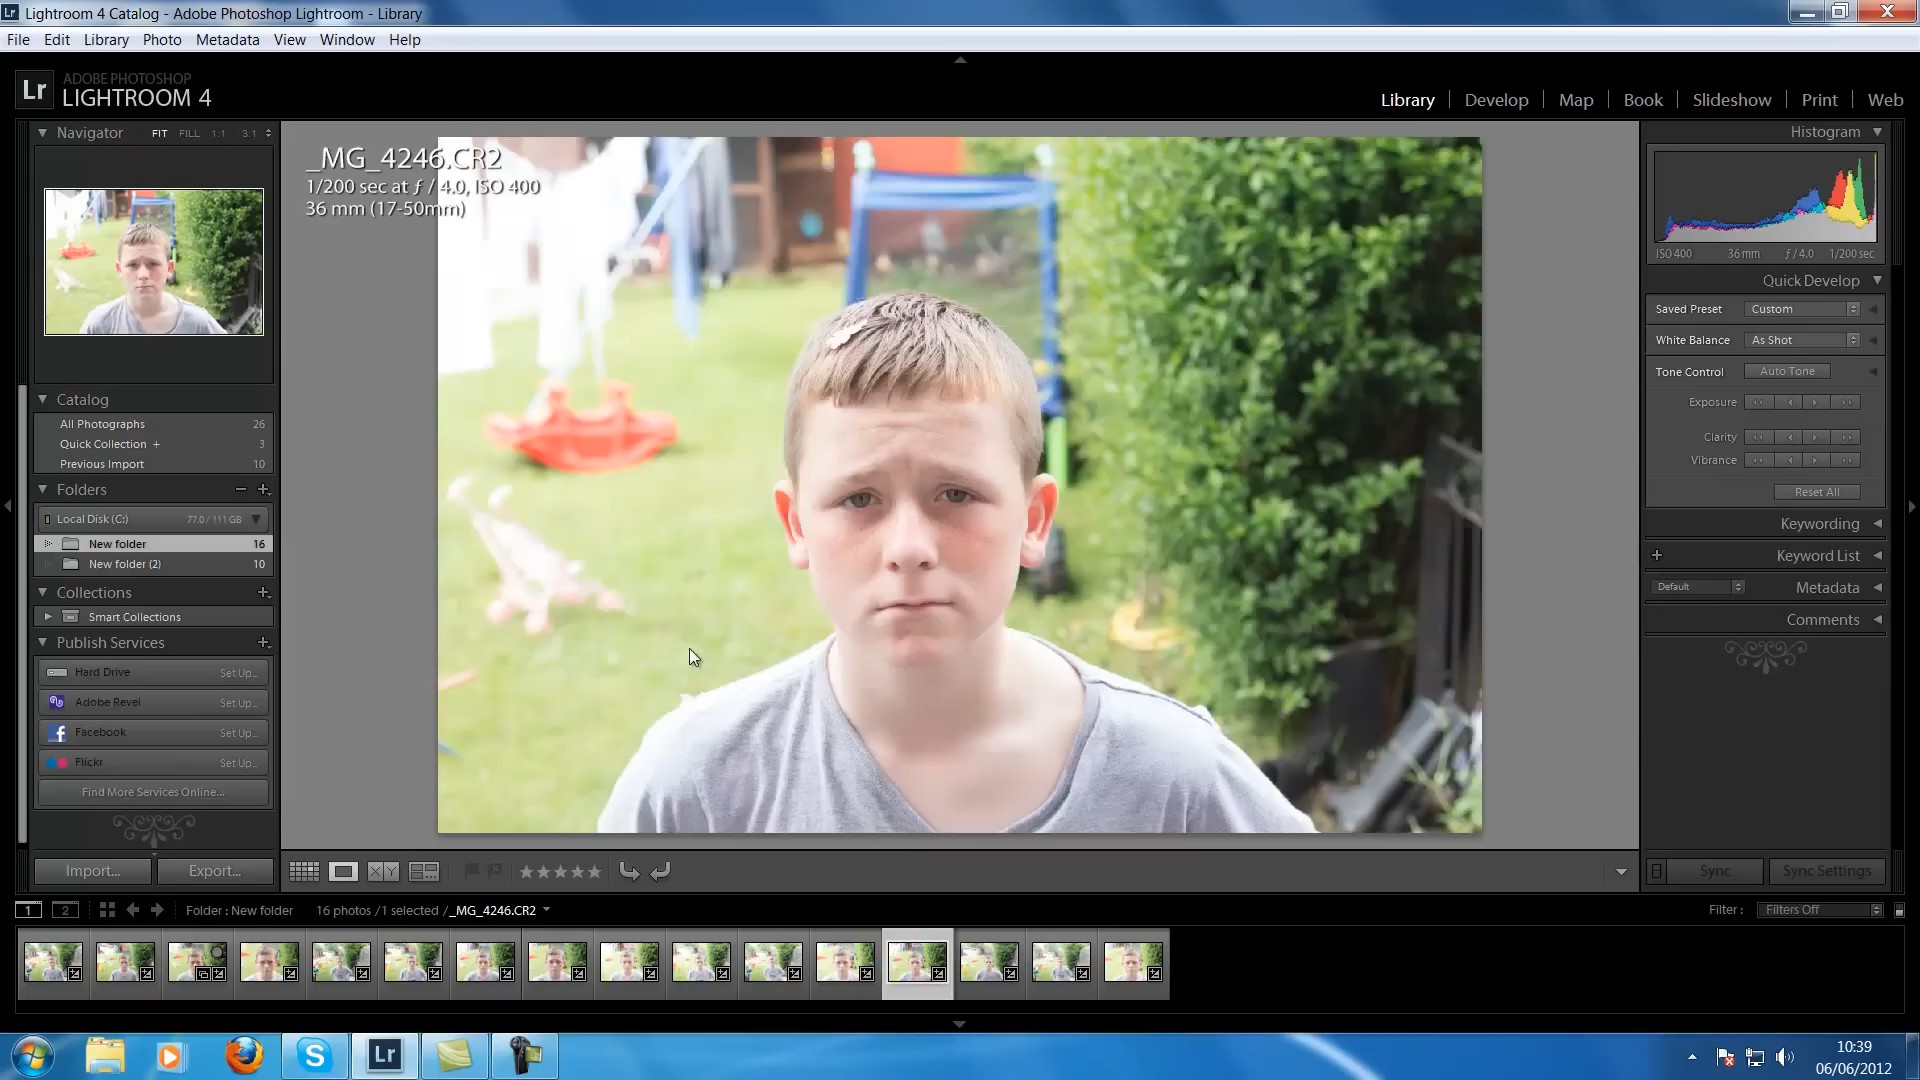 Lightroom 4 Catalog - Adobe Photoshop Lightroom - Library
File Edit Library Photo Metadata View Window Help
Lr ADOBE PHOTOSHOP
LIGHTROOM 4
Library | Develop | Map | Book | Slideshow | Print | Web
Navigator FIT FILL 1:1 3:1
Histogram
_MG_4246.CR2
1/200 sec at ƒ / 4.0, ISO 400
36 mm (17-50mm)
ISO 400 36 mm ƒ / 4.0 1/200 sec
Quick Develop
Saved Preset Custom
White Balance As Shot
Tone Control Auto Tone
Exposure
Clarity
Vibrance
Reset All
Keywording
Keyword List
Default Metadata
Comments
Catalog
All Photographs 26
Quick Collection + 3
Previous Import 10
Folders
Local Disk (C:) 77.0 / 111 GB
New folder 16
New folder (2) 10
Collections
Smart Collections
Publish Services
Hard Drive Set Up...
Adobe Revel Set Up...
Facebook Set Up...
Flickr Set Up...
Find More Services Online...
Import... Export...
XY
Sync Sync Settings
1 2 Folder : New folder 16 photos / 1 selected / _MG_4246.CR2
Filter : Filters Off
S Lr
10:39
06/06/2012